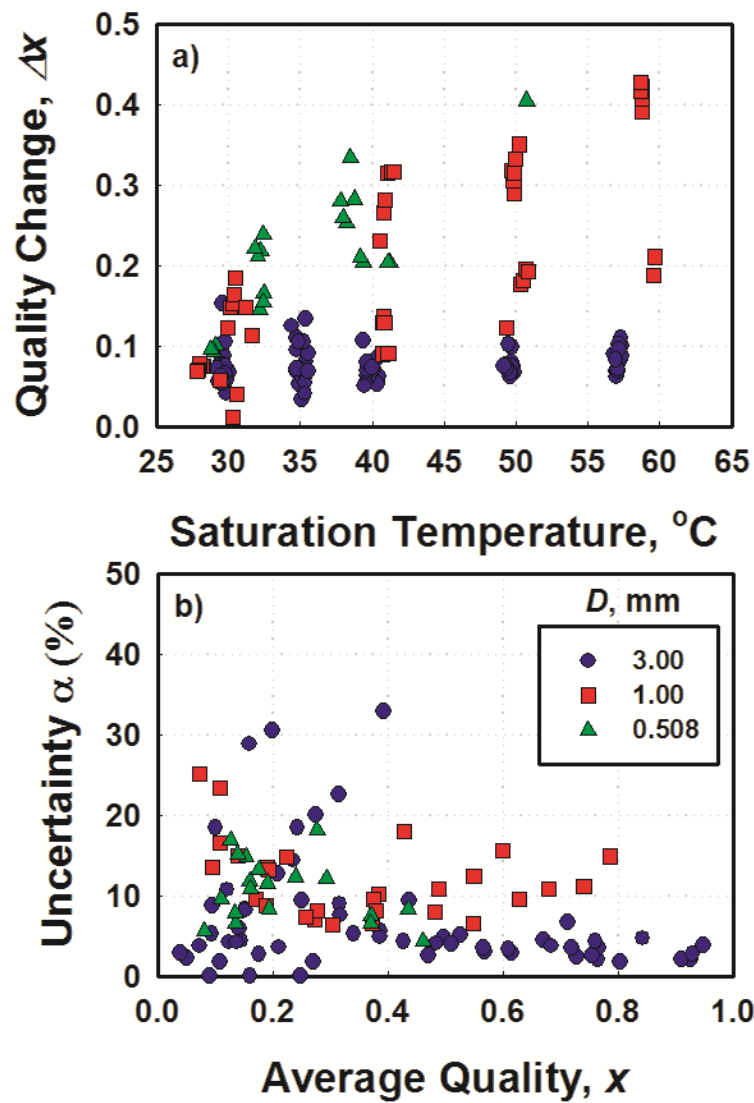 0.5
a)
0.4
0.3
0.2
0.1
0.0
Quality Change, Δx
25 30 35 40 45 50 55 60 65
Saturation Temperature, °C
50
b)
40
30
20
10
0
Uncertainty α (%)
D, mm
3.00
1.00
0.508
0.0 0.2 0.4 0.6 0.8 1.0
Average Quality, x